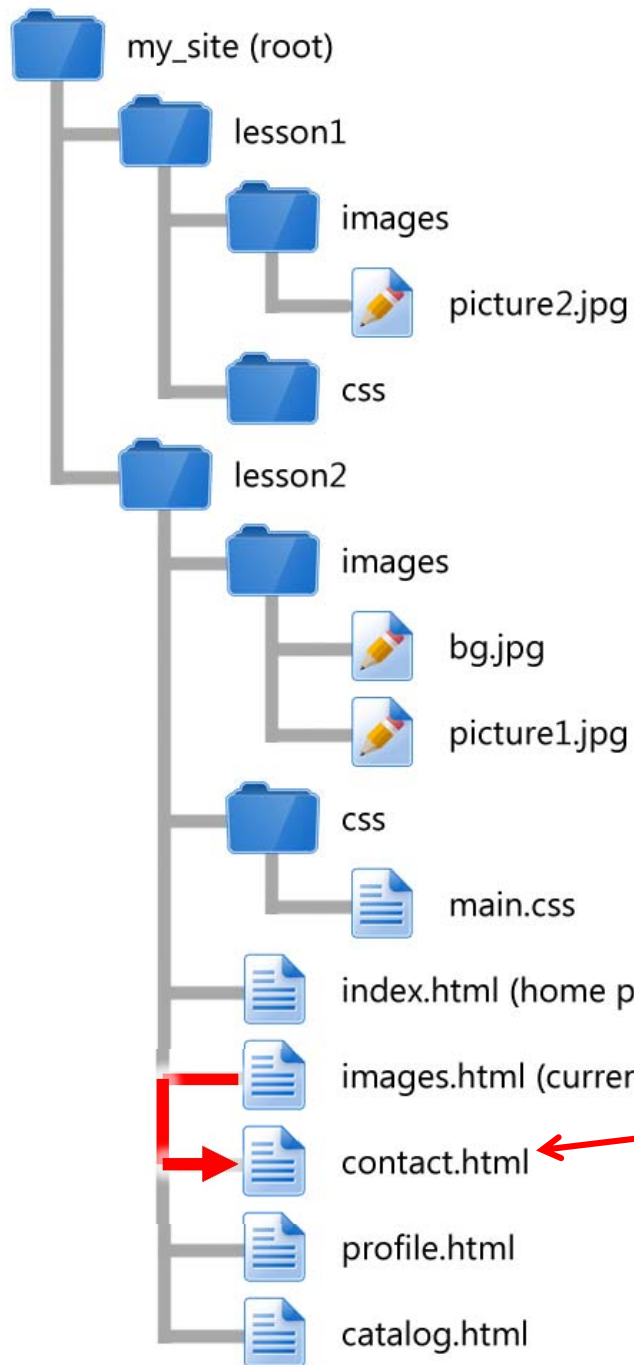 my_site (root)
lesson1
images
picture2.jpg
css
lesson2
images
bg.jpg
picture1.jpg
css
main.css
index.html (home p
images.html (curren
contact.html
profile.html
catalog.html